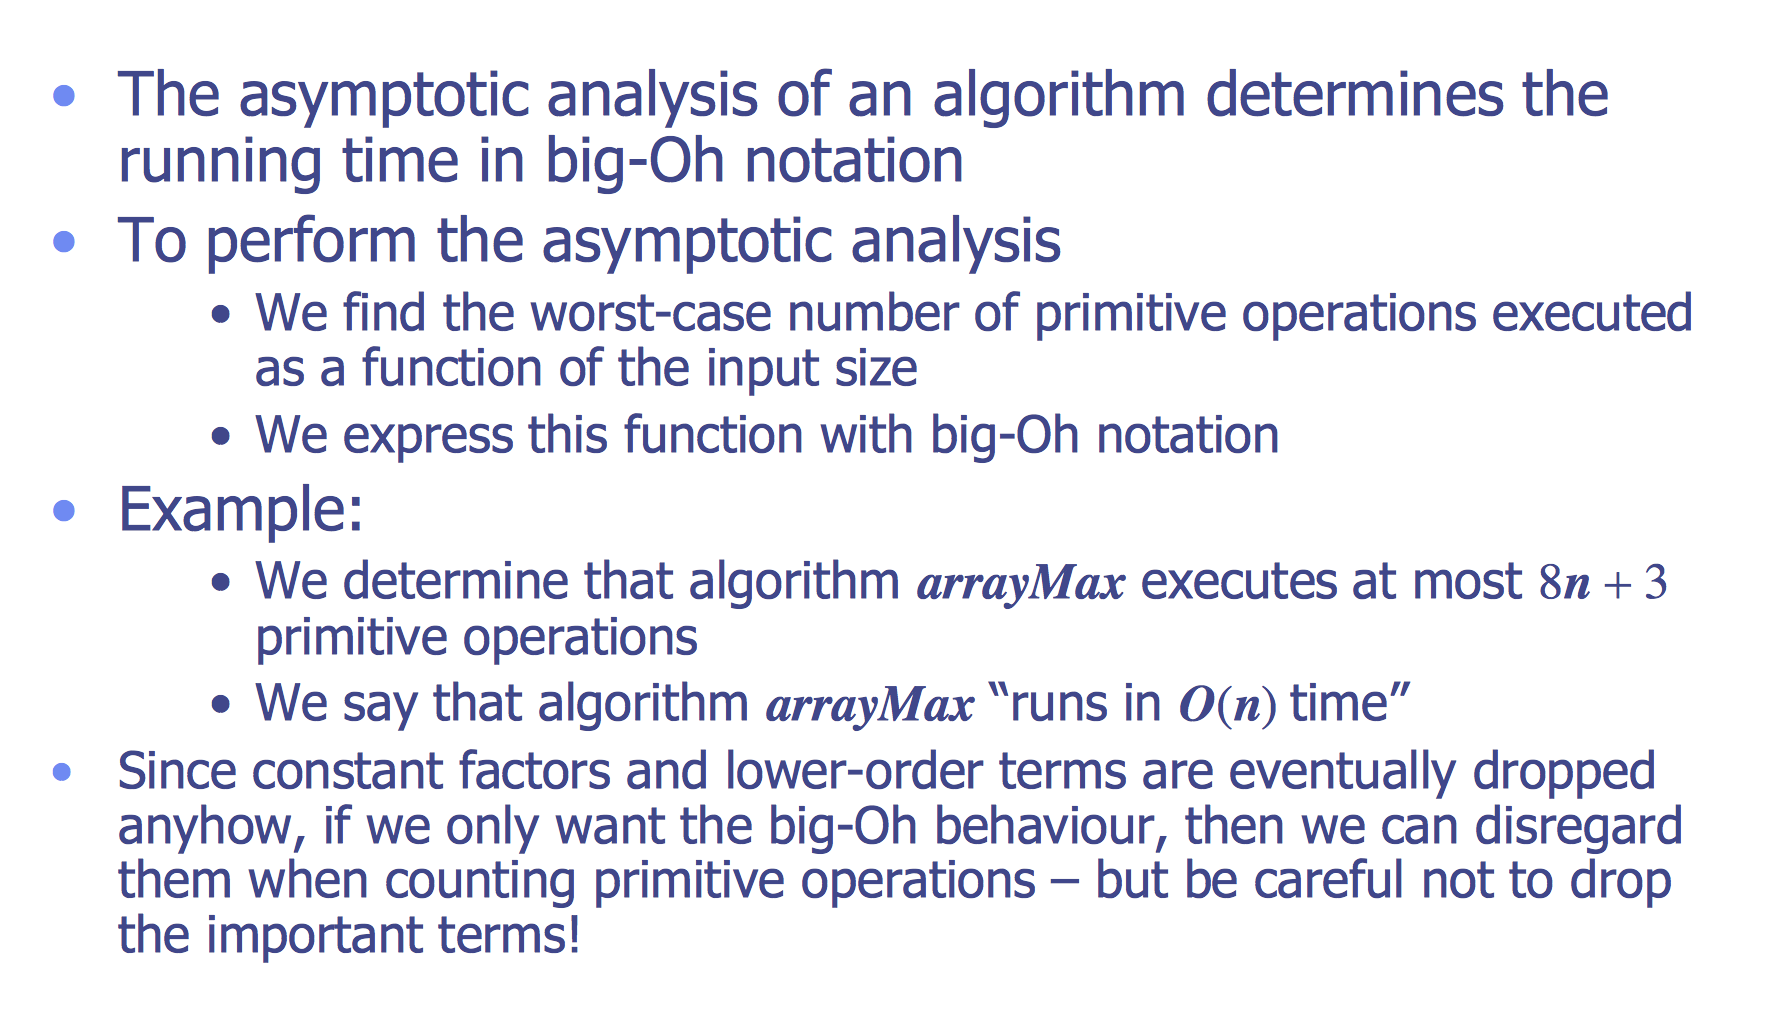 • The asymptotic analysis of an algorithm determines the
running time in big-Oh notation
• To perform the asymptotic analysis
• We find the worst-case number of primitive operations executed
as a function of the input size
• We express this function with big-Oh notation
• Example:
• We determine that algorithm arrayMax executes at most 8n + 3
primitive operations
• We say that algorithm arrayMax “runs in O(n) time”
• Since constant factors and lower-order terms are eventually dropped
anyhow, if we only want the big-Oh behaviour, then we can disregard
them when counting primitive operations – but be careful not to drop
the important terms!